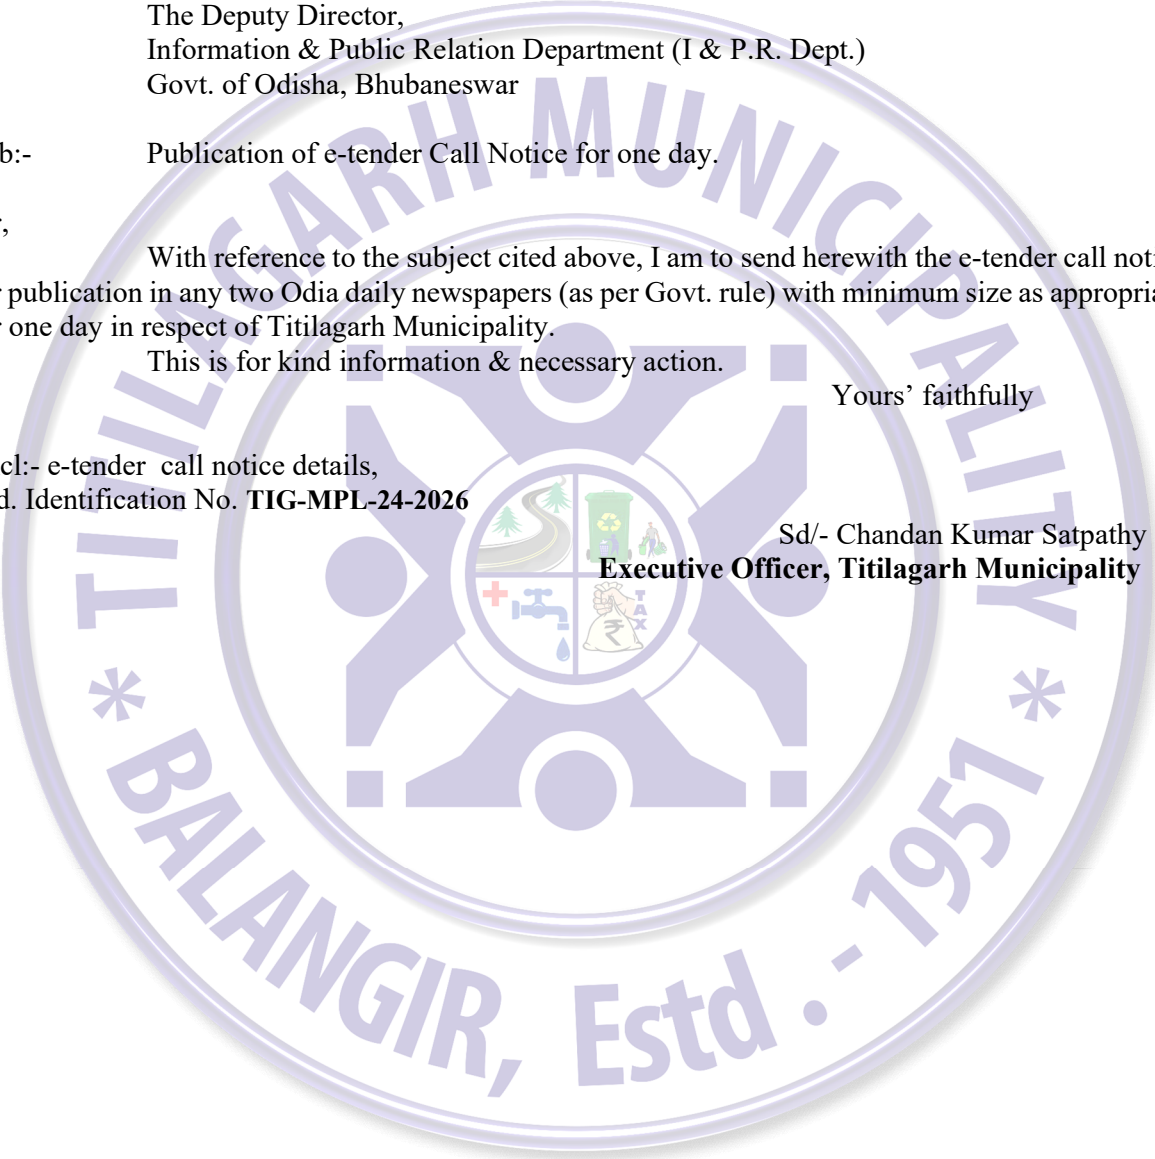 The Deputy Director,
Information & Public Relation Department (I & P.R. Dept.)
Govt. of Odisha, Bhubaneswar
b:- Publication of e-tender Call Notice for one day.
,
With reference to the subject cited above, I am to send herewith the e-tender call noti
r publication in any two Odia daily newspapers (as per Govt. rule) with minimum size as appropria
r one day in respect of Titilagarh Municipality.
This is for kind information & necessary action.
Yours’ faithfully
cl:- e-tender call notice details,
d. Identification No. TIG-MPL-24-2026
Sd/- Chandan Kumar Satpathy
Executive Officer, Titilagarh Municipality
TITILAGARH MUNICIPALITY
* BALANGIR, Estd. - 1951 *
TAX